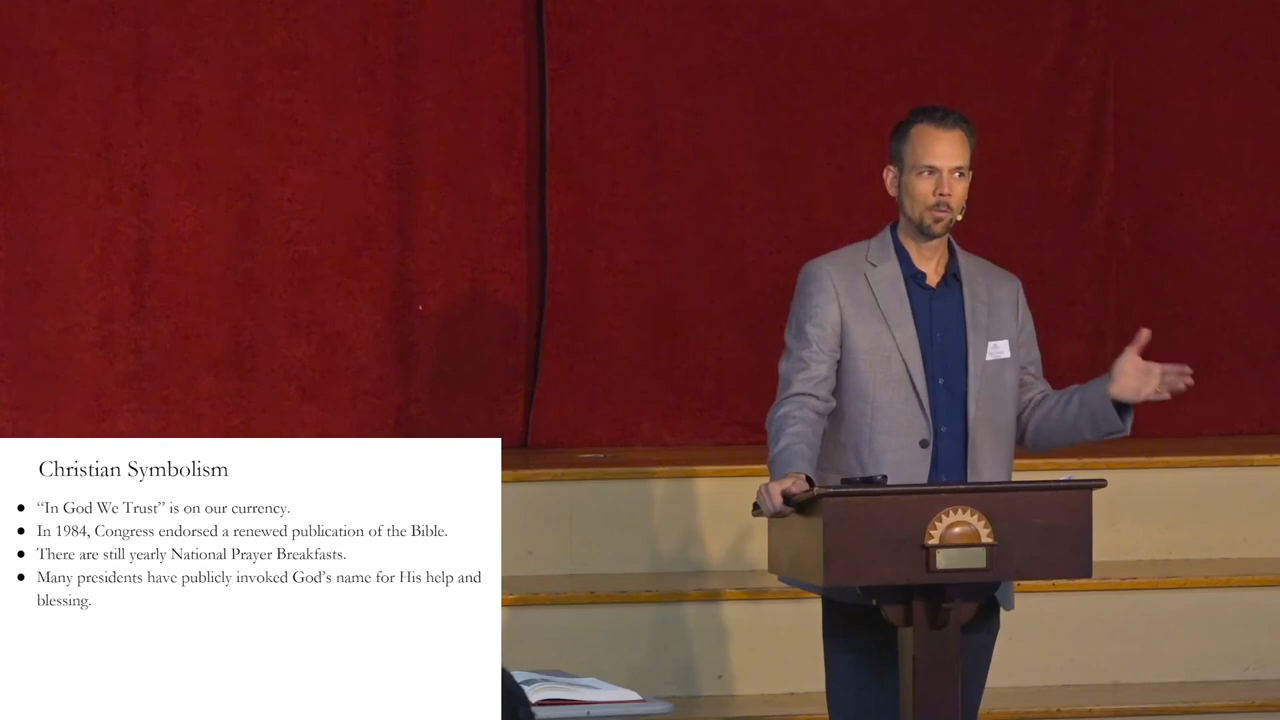 Christian Symbolism
● “In God We Trust” is on our currency.
● In 1984, Congress endorsed a renewed publication of the Bible.
● There are still yearly National Prayer Breakfasts.
● Many presidents have publicly invoked God’s name for His help and
blessing.